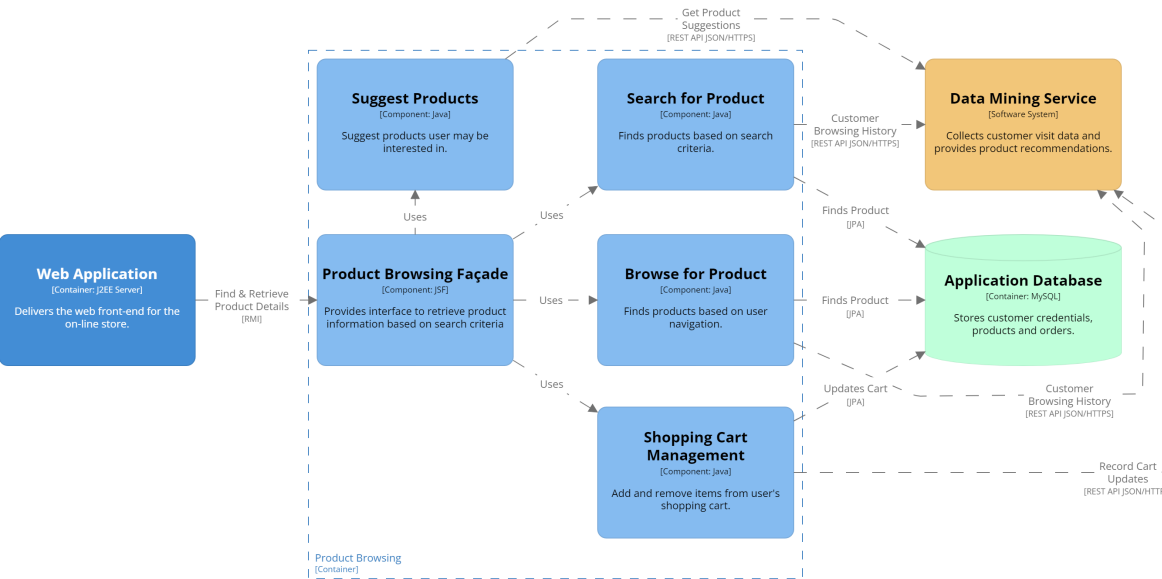 Get Product
Suggestions
[REST API JSON/HTTPS]
Suggest Products
[Component: Java]
Suggest products user may be
interested in.
Search for Product
[Component: Java]
Finds products based on search
criteria.
Customer
Browsing History
[REST API JSON/HTTPS]
Data Mining Service
[Software System]
Collects customer visit data and
provides product recommendations.
Uses
Uses
Finds Product
[JPA]
Web Application
[Container: J2EE Server]
Delivers the web front-end for the
on-line store.
Find & Retrieve
Product Details
[RMI]
Product Browsing Façade
[Component: JSF]
Provides interface to retrieve product
information based on search criteria
Uses
Browse for Product
[Component: Java]
Finds products based on user
navigation.
Finds Product
[JPA]
Application Database
[Container: MySQL]
Stores customer credentials,
products and orders.
Uses
Updates Cart
[JPA]
Customer
Browsing History
[REST API JSON/HTTPS]
Shopping Cart
Management
[Component: Java]
Add and remove items from user's
shopping cart.
Record Cart
Updates
[REST API JSON/HTT
Product Browsing
[Container]